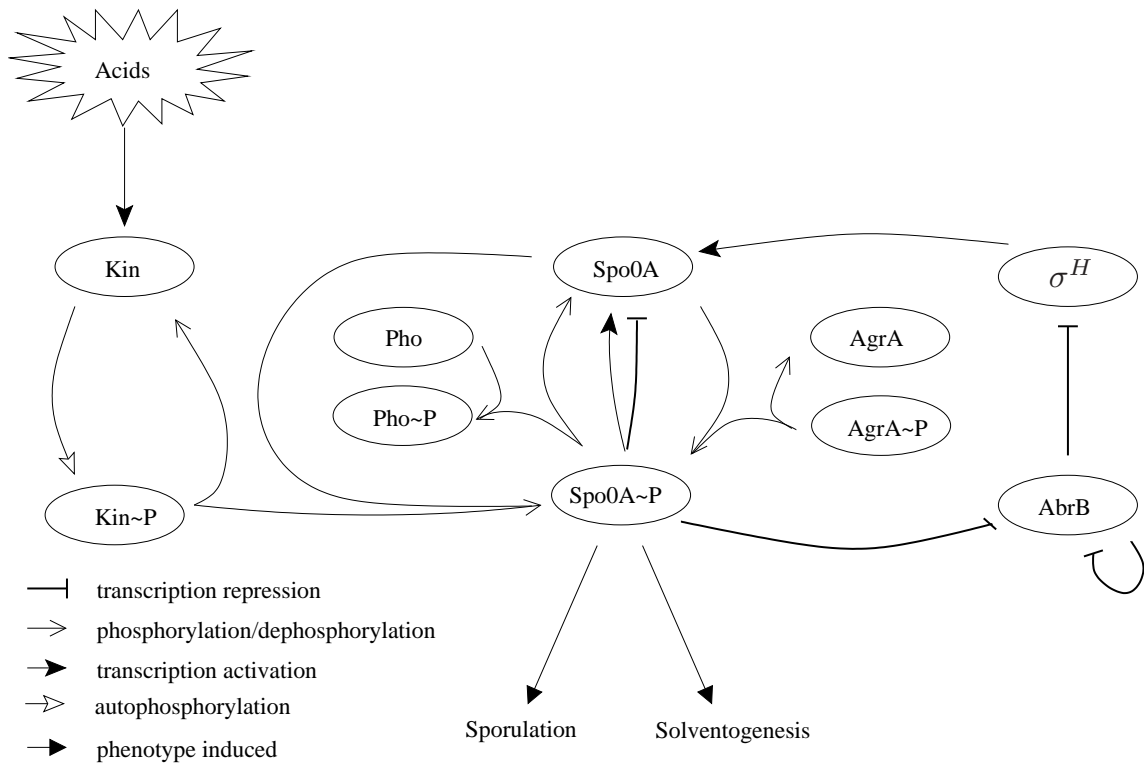 Acids
Kin
Spo0A
σ^H
Pho
AgrA
Pho~P
AgrA~P
Kin~P
Spo0A~P
AbrB
transcription repression
phosphorylation/dephosphorylation
transcription activation
autophosphorylation
phenotype induced
Sporulation
Solventogenesis